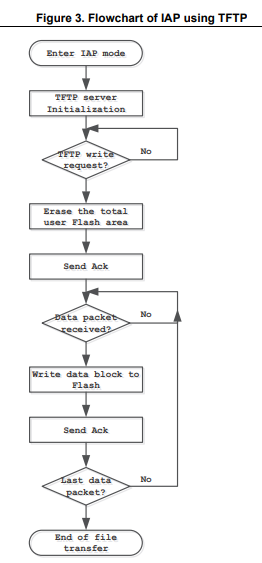 Figure 3. Flowchart of IAP using TFTP
Enter IAP mode
TFTP server
Initialization
TFTP write
request?
No
Erase the total
user Flash area
Send Ack
Data packet
received?
No
Write data block to
Flash
Send Ack
Last data
packet?
No
End of file
transfer